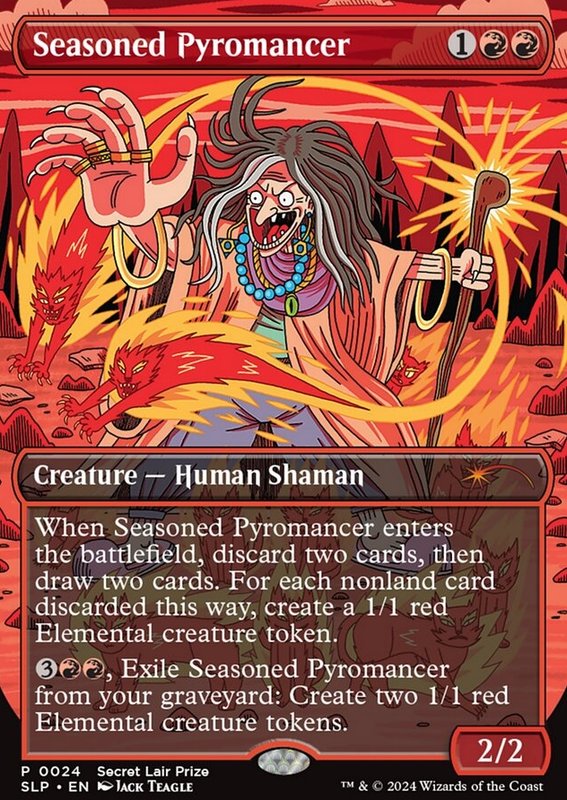 Seasoned Pyromancer 1
Creature — Human Shaman
When Seasoned Pyromancer enters
the battlefield, discard two cards, then
draw two cards. For each nonland card
discarded this way, create a 1/1 red
Elemental creature token.
3, Exile Seasoned Pyromancer
from your graveyard: Create two 1/1 red
Elemental creature tokens.
2/2
P 0024 Secret Lair Prize
SLP • EN Jack Teagle
™ & © 2024 Wizards of the Coast